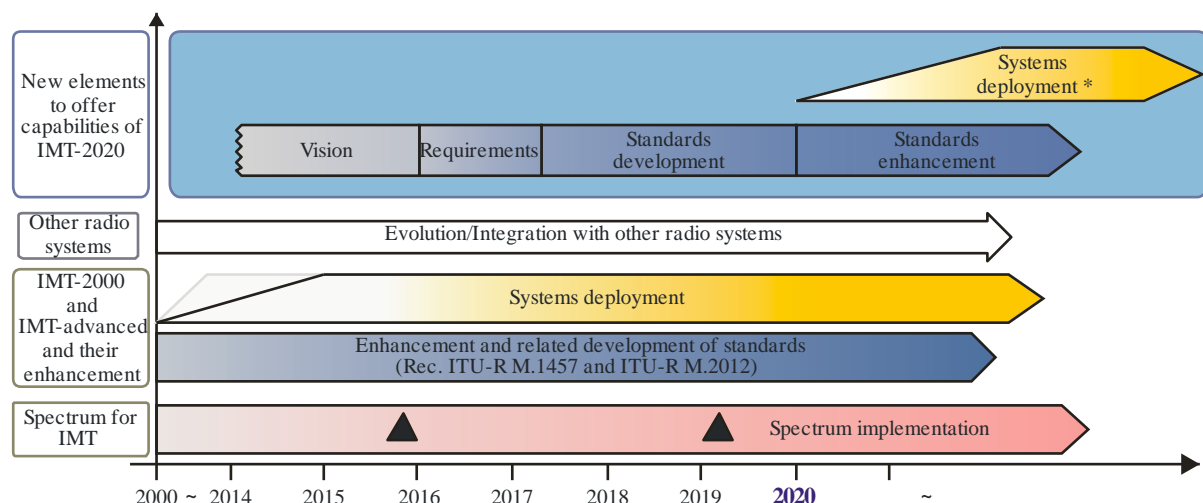 New elements
to offer
capabilities of
IMT-2020
Systems
deployment *
Vision
Requirements
Standards
development
Standards
enhancement
Other radio
systems
Evolution/Integration with other radio systems
IMT-2000
and
IMT-advanced
and their
enhancement
Systems deployment
Enhancement and related development of standards
(Rec. ITU-R M.1457 and ITU-R M.2012)
Spectrum for
IMT
Spectrum implementation
2000 ~ 2014 2015 2016 2017 2018 2019 2020 ~